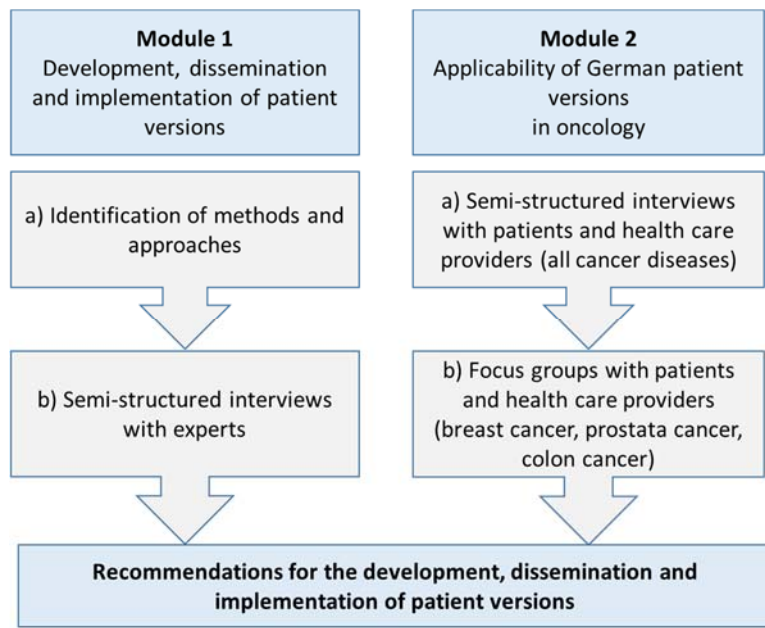 Module 1
Development, dissemination
and implementation of patient
versions
a) Identification of methods and
approaches
b) Semi-structured interviews
with experts
Module 2
Applicability of German patient
versions
in oncology
a) Semi-structured interviews
with patients and health care
providers (all cancer diseases)
b) Focus groups with patients
and health care providers
(breast cancer, prostata cancer,
colon cancer)
Recommendations for the development, dissemination and
implementation of patient versions